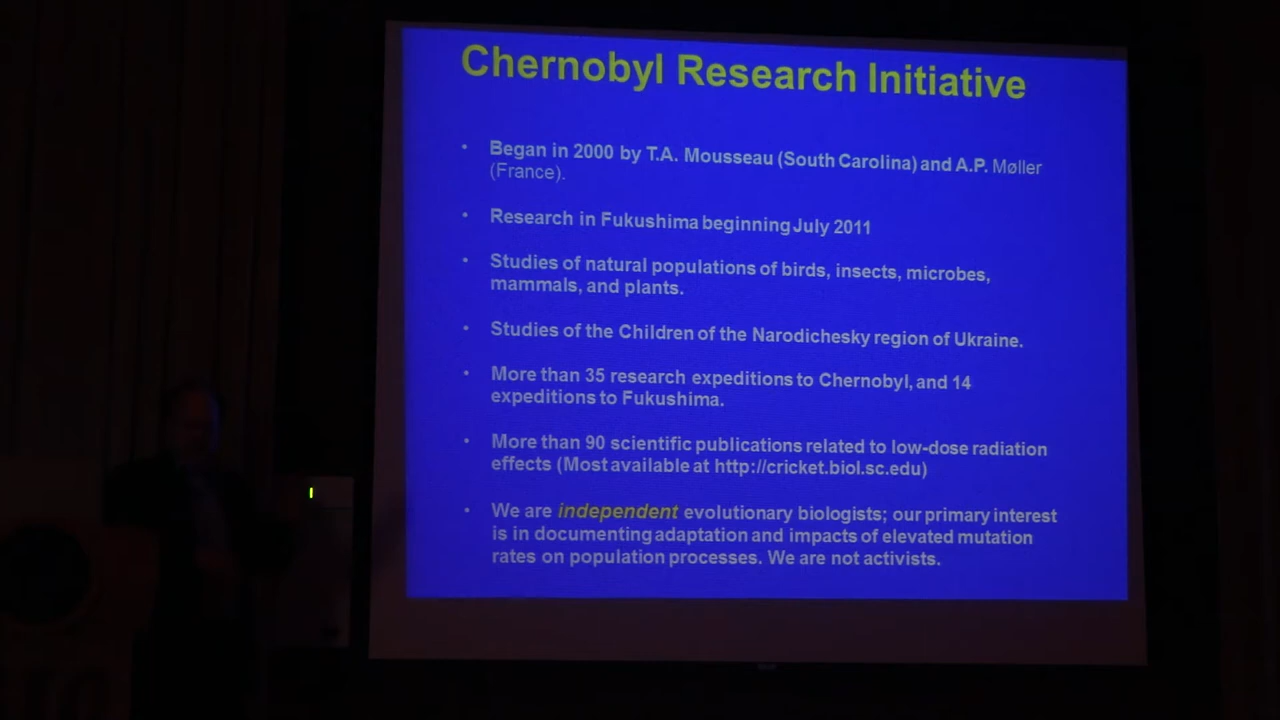 Chernobyl Research Initiative
• Began in 2000 by T.A. Mousseau (South Carolina) and A.P. Møller
(France).
• Research in Fukushima beginning July 2011
• Studies of natural populations of birds, insects, microbes,
mammals, and plants.
• Studies of the Children of the Narodichesky region of Ukraine.
• More than 35 research expeditions to Chernobyl, and 14
expeditions to Fukushima.
• More than 90 scientific publications related to low-dose radiation
effects (Most available at http://cricket.biol.sc.edu)
• We are independent evolutionary biologists; our primary interest
is in documenting adaptation and impacts of elevated mutation
rates on population processes. We are not activists.